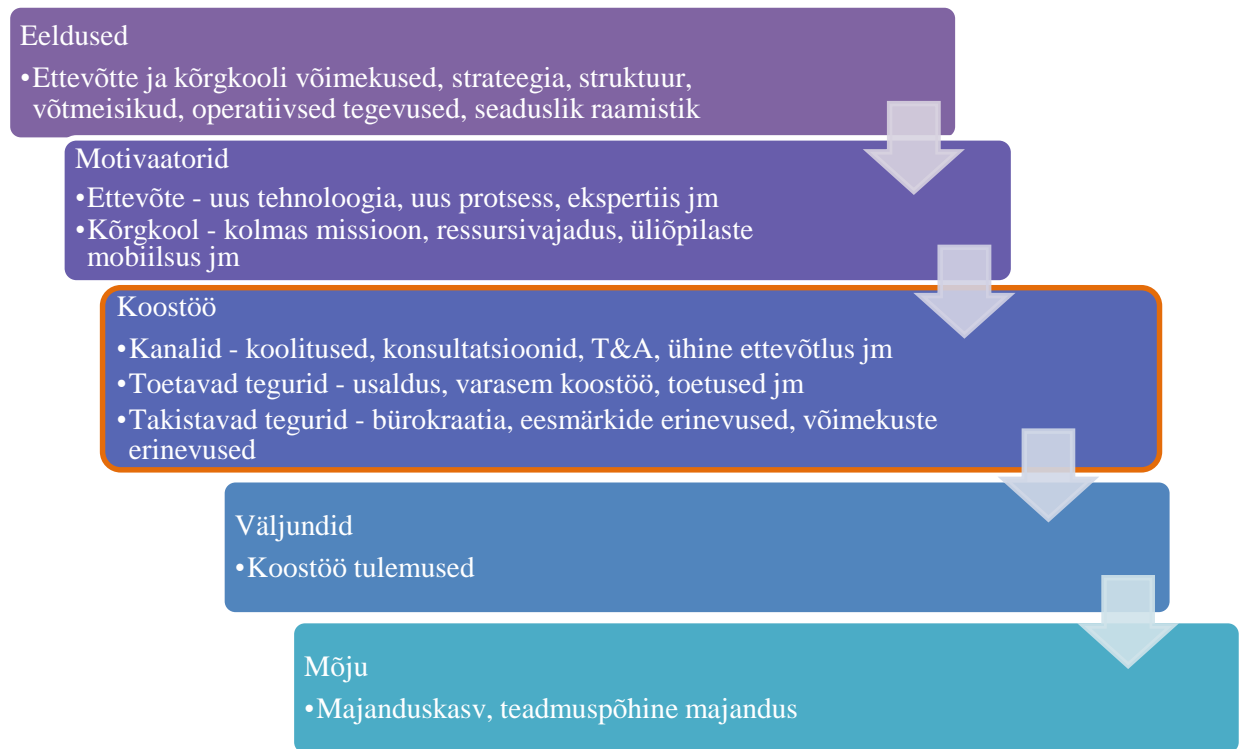 Eeldused
•Ettevõtte ja kõrgkooli võimekused, strateegia, struktuur,
võtmeisikud, operatiivsed tegevused, seaduslik raamistik
Motivaatorid
•Ettevõte - uus tehnoloogia, uus protsess, ekspertiis jm
•Kõrgkool - kolmas missioon, ressursivajadus, üliõpilaste
mobiilsus jm
Koostöö
•Kanalid - koolitused, konsultatsioonid, T&A, ühine ettevõtlus jm
•Toetavad tegurid - usaldus, varasem koostöö, toetused jm
•Takistavad tegurid - bürokraatia, eesmärkide erinevused, võimekuste
erinevused
Väljundid
•Koostöö tulemused
Mõju
•Majanduskasv, teadmuspõhine majandus